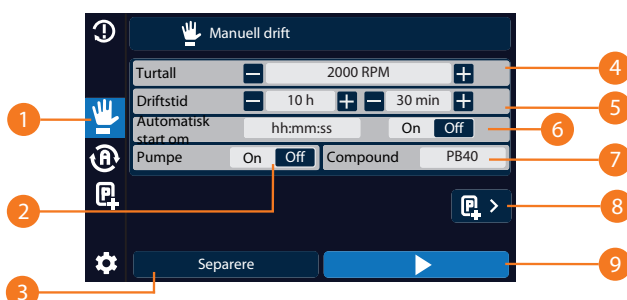 Manuell drift
Turtall 2000 RPM
Driftstid 10 h 30 min
Automatisk start om hh:mm:ss On Off
Pumpe On Off Compound PB40
Separere
1
2
3
4
5
6
7
8
9